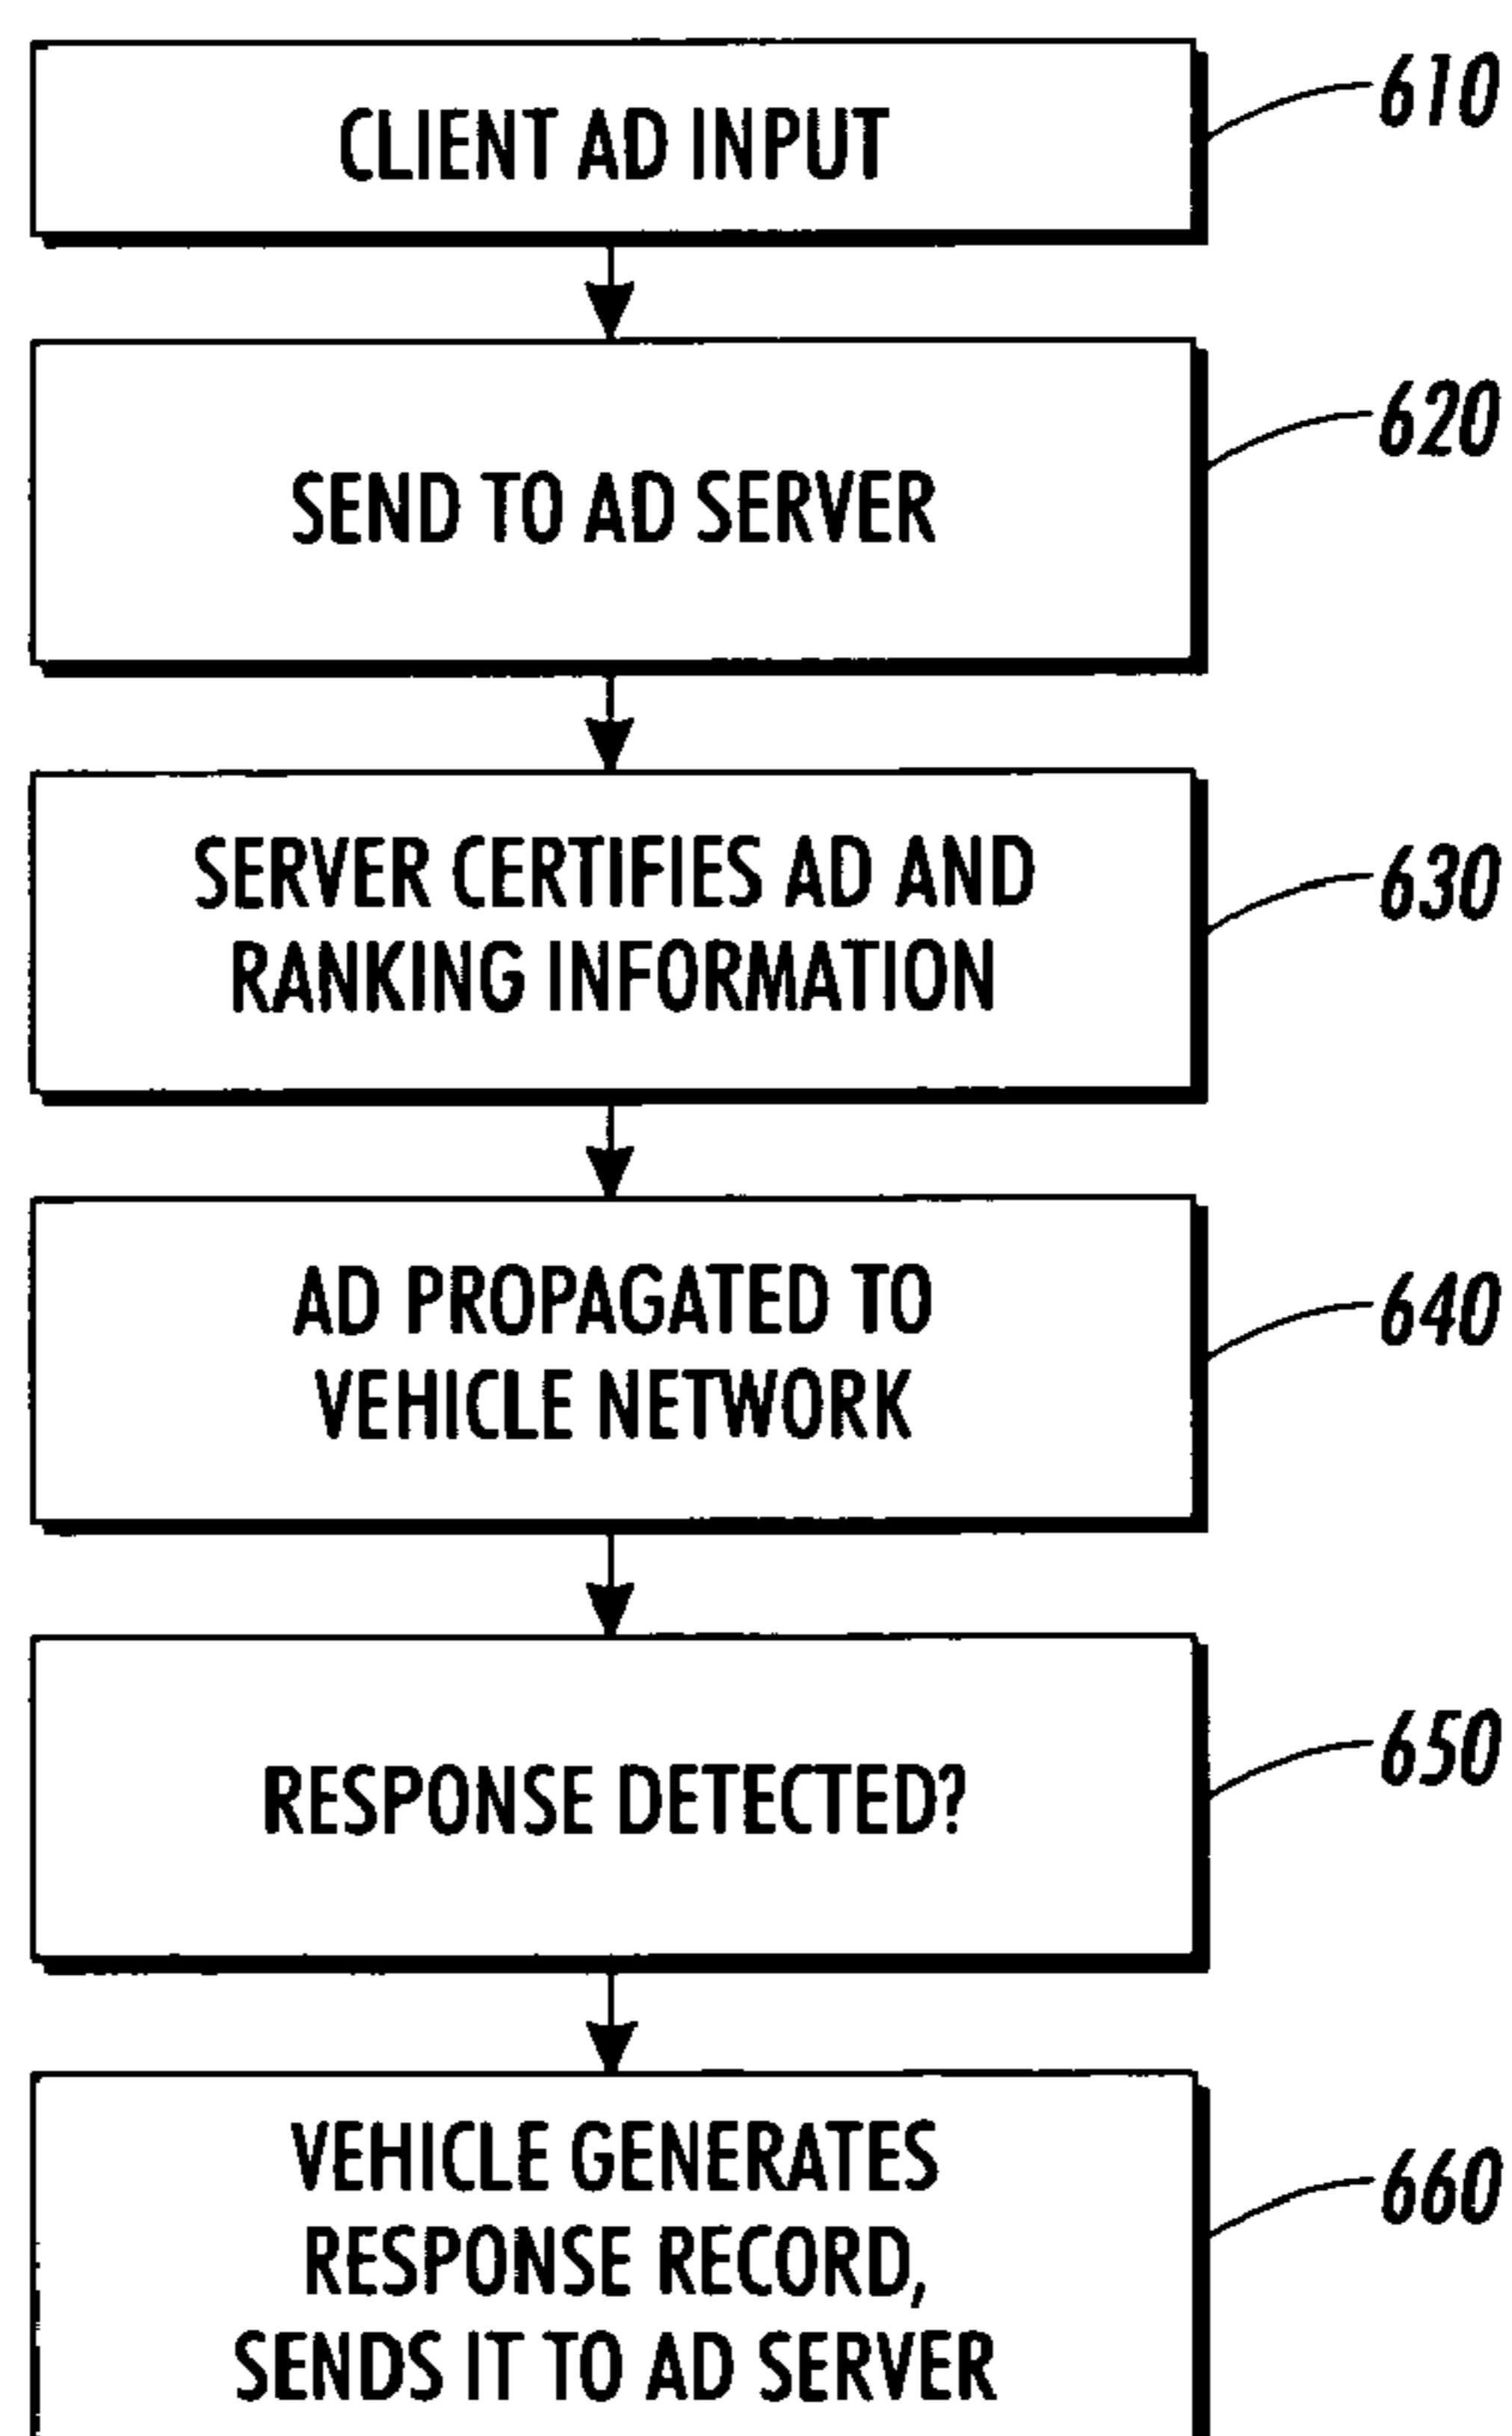 CLIENT AD INPUT
610
SEND TO AD SERVER
620
SERVER CERTIFIES AD AND
RANKING INFORMATION
630
AD PROPAGATED TO
VEHICLE NETWORK
640
RESPONSE DETECTED?
650
VEHICLE GENERATES
RESPONSE RECORD,
SENDS IT TO AD SERVER
660